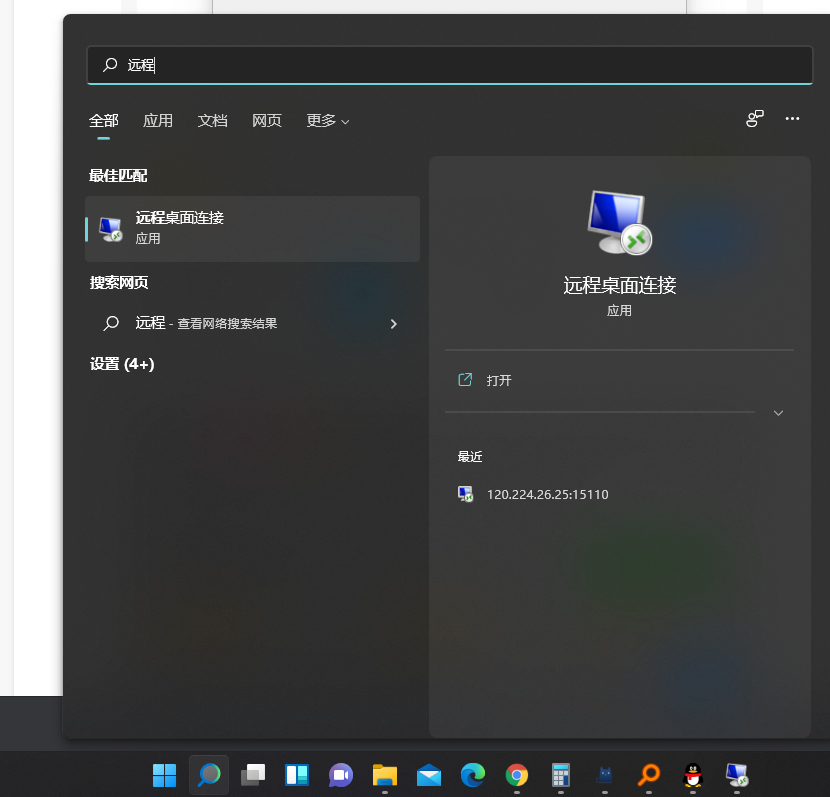 远程
全部 应用 文档 网页 更多
最佳匹配
远程桌面连接
应用
搜索网页
远程 - 查看网络搜索结果
设置 (4+)
远程桌面连接
应用
打开
最近
120.224.26.25:15110